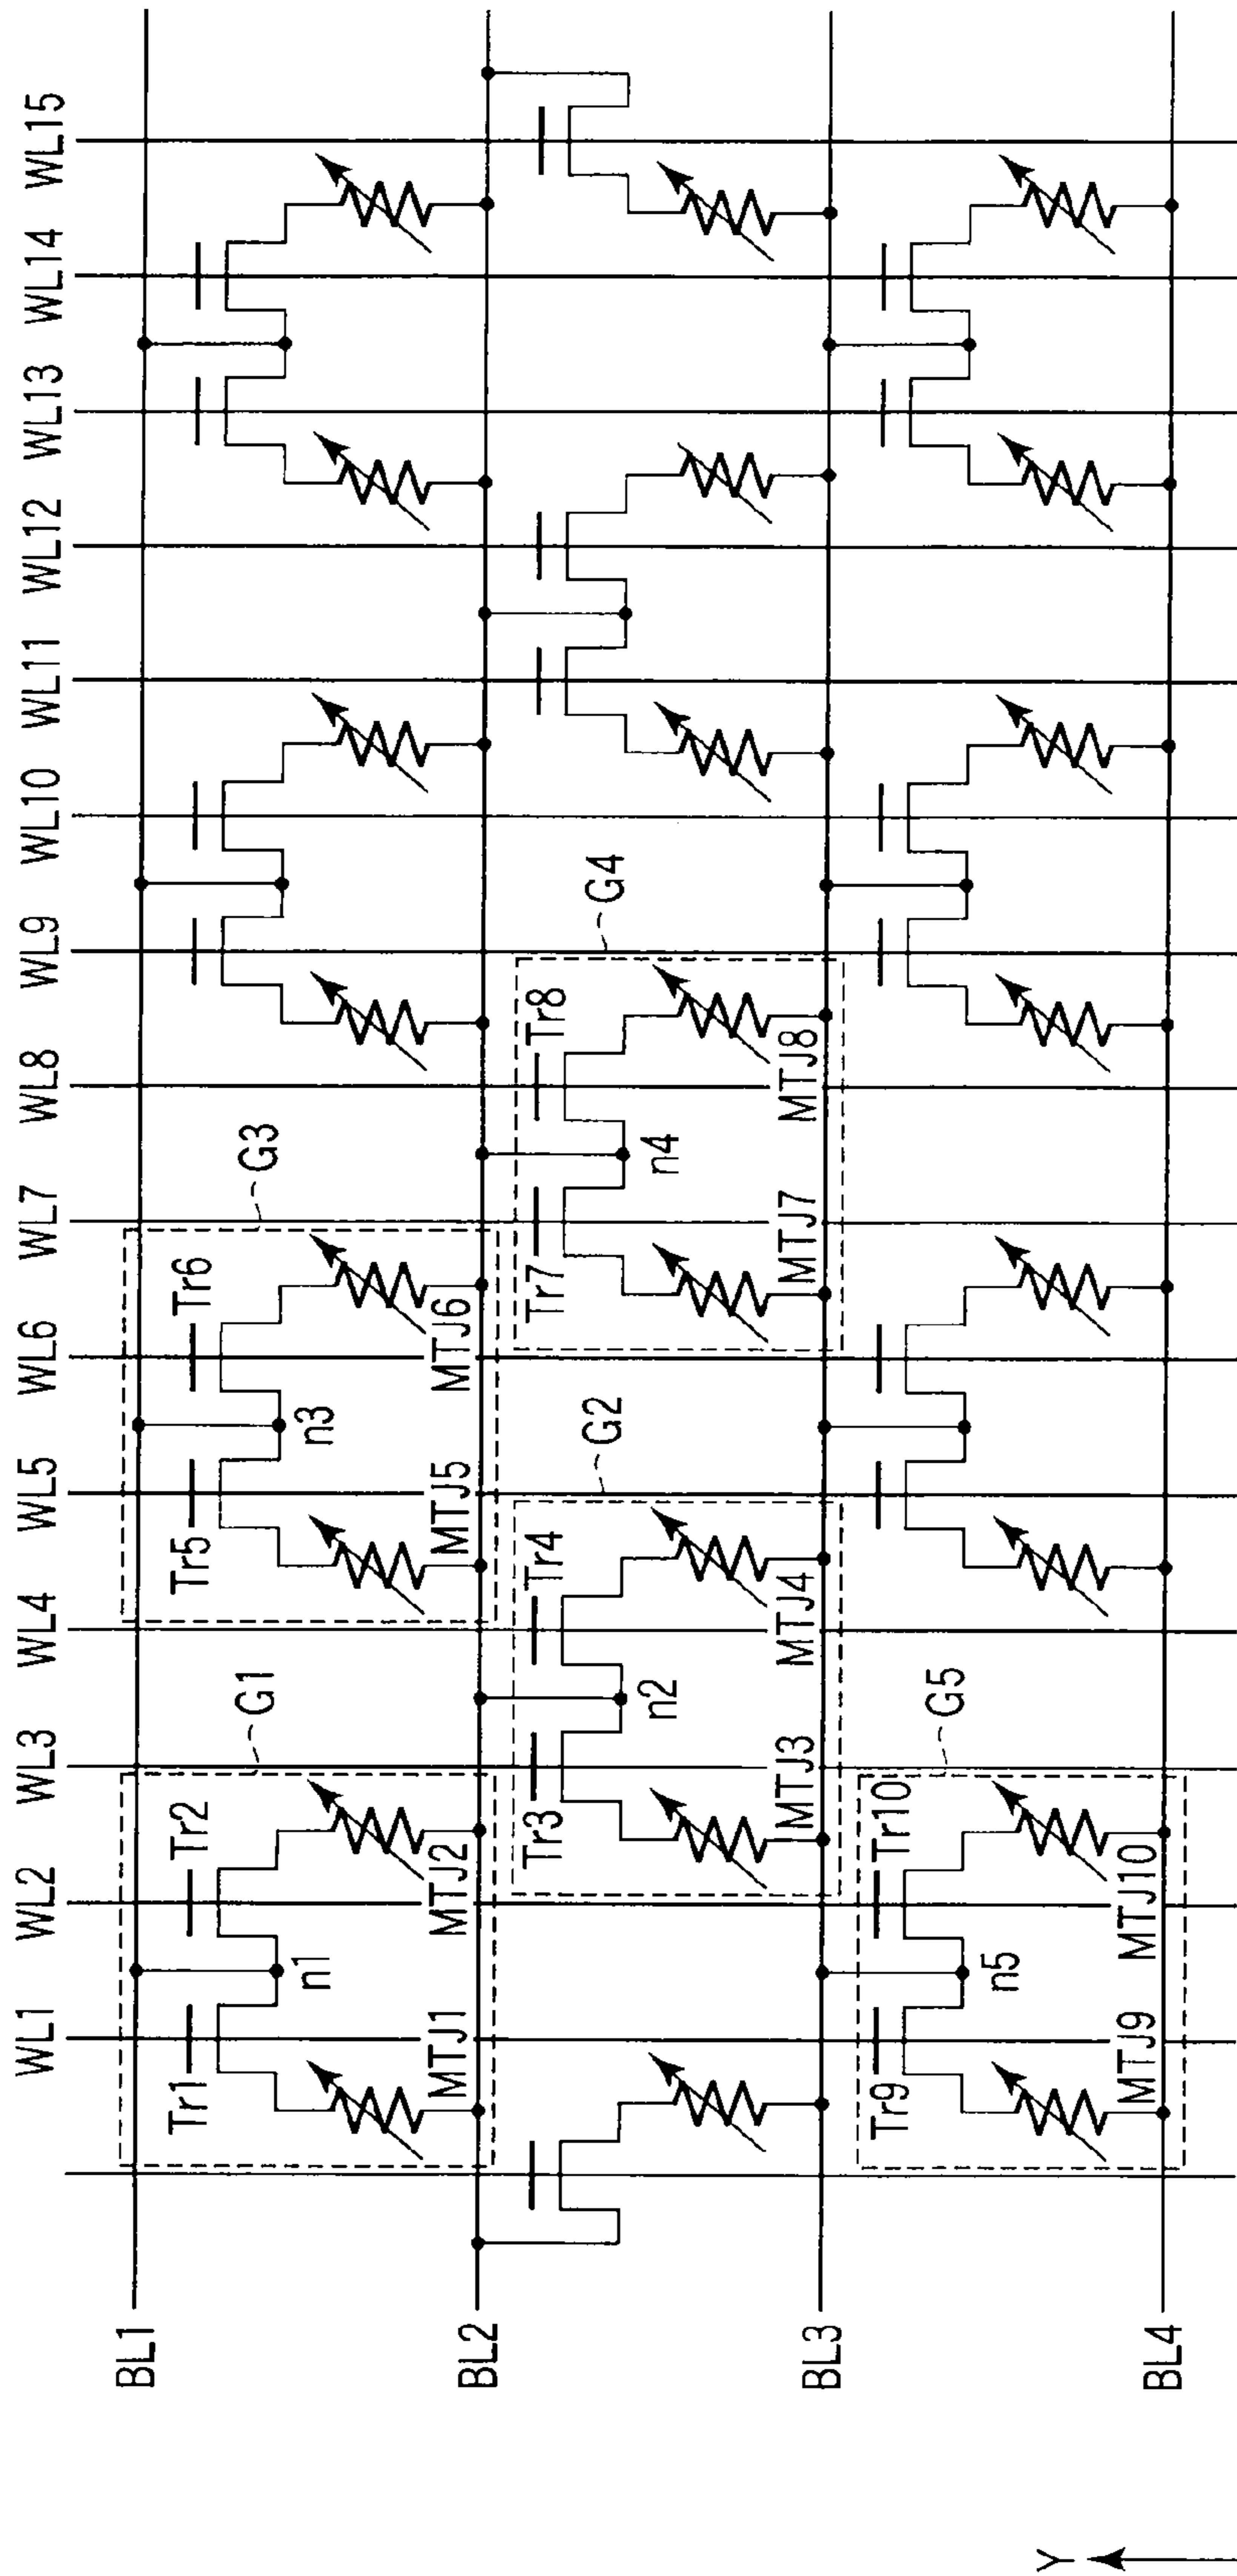 WL1 WL2 WL3 WL4 WL5 WL6 WL7 WL8 WL9 WL10 WL11 WL12 WL13 WL14 WL15
G1 G3
BL1
Tr1 Tr2 Tr5 Tr6
n1 n3
MTJ1 MTJ2 MTJ5 MTJ6
BL2
G2 G4
Tr3 Tr4 Tr7 Tr8
n2 n4
MTJ3 MTJ4 MTJ7 MTJ8
BL3
G5
Tr9 Tr10
n5
MTJ9 MTJ10
BL4
Y